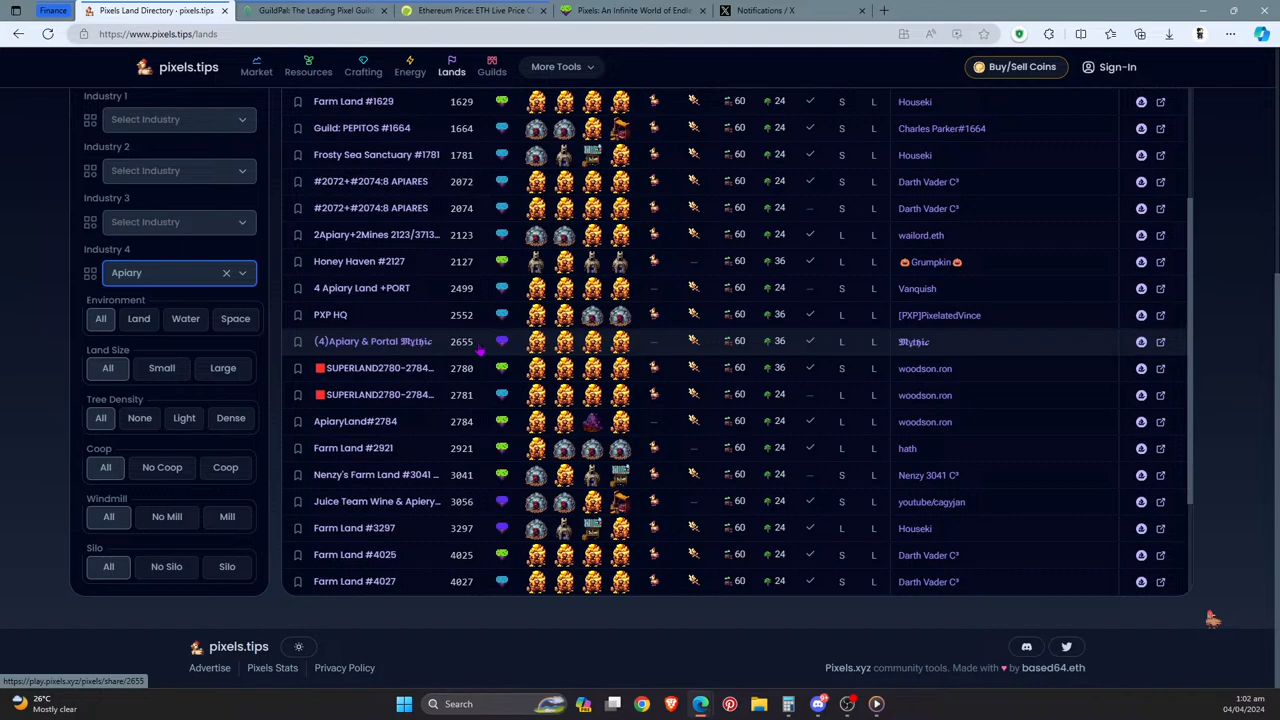 Finance
Pixels Land Directory · pixels.tips
GuildPal: The Leading Pixel Guild
Ethereum Price: ETH Live Price C
Pixels: An Infinite World of Endle
Notifications / X
https://www.pixels.tips/lands
pixels.tips
Market
Resources
Crafting
Energy
Lands
Guilds
More Tools
Buy/Sell Coins
Sign-In
Industry 1
Select Industry
Industry 2
Select Industry
Industry 3
Select Industry
Industry 4
Apiary
Environment
All Land Water Space
Land Size
All Small Large
Tree Density
All None Light Dense
Coop
All No Coop Coop
Windmill
All No Mill Mill
Silo
All No Silo Silo
Farm Land #1629 1629 60 24 S L Houseki
Guild: PEPITOS #1664 1664 60 24 S L Charles Parker#1664
Frosty Sea Sanctuary #1781 1781 60 24 S L Houseki
#2072+#2074:8 APIARES 2072 60 24 S L Darth Vader C³
#2072+#2074:8 APIARES 2074 60 24 – S L Darth Vader C³
2Apiary+2Mines 2123/3713... 2123 60 24 S L wailord.eth
Honey Haven #2127 2127 – 60 36 S L 🎃Grumpkin🎃
4 Apiary Land +PORT 2499 – 60 24 – S L Vanquish
PXP HQ 2552 60 24 S L [PXP]PixelatedVince
(4)Apiary & Portal 𝕸𝖞𝖙𝖍𝖎𝖈 2655 – 60 36 L L 𝕸𝖞𝖙𝖍𝖎𝖈
🟥SUPERLAND2780-2784... 2780 60 36 S L woodson.ron
🟥SUPERLAND2780-2784... 2781 60 24 – S L woodson.ron
ApiaryLand#2784 2784 – 60 24 S L woodson.ron
Farm Land #2921 2921 – 60 24 L L hath
Nenzy's Farm Land #3041 ... 3041 60 24 – S L Nenzy 3041 C³
Juice Team Wine & Apiery... 3056 – 60 24 S L youtube/cagyjan
Farm Land #3297 3297 60 24 L L Houseki
Farm Land #4025 4025 60 24 S L Darth Vader C³
Farm Land #4027 4027 60 24 S L Darth Vader C³
pixels.tips
Advertise Pixels Stats Privacy Policy
Pixels.xyz community tools. Made with ♥ by based64.eth
https://play.pixels.xyz/pixels/share/2655
26°C
Mostly clear
Search
1:02 am
04/04/2024